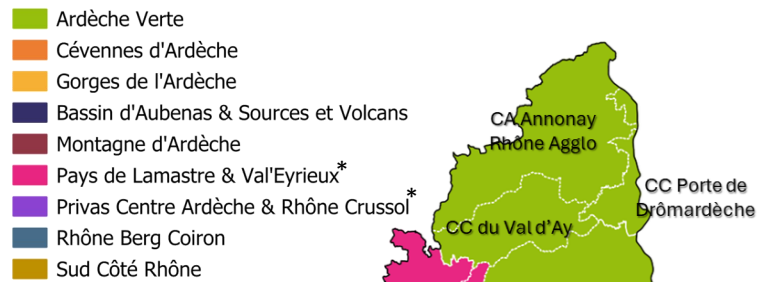 Ardèche Verte
Cévennes d'Ardèche
Gorges de l'Ardèche
Bassin d'Aubenas & Sources et Volcans
Montagne d'Ardèche
Pays de Lamastre & Val'Eyrieux*
Privas Centre Ardèche & Rhône Crussol*
Rhône Berg Coiron
Sud Côté Rhône
CA Annonay
Rhône Agglo
CC Porte de
Drômardèche
CC du Val d’Ay